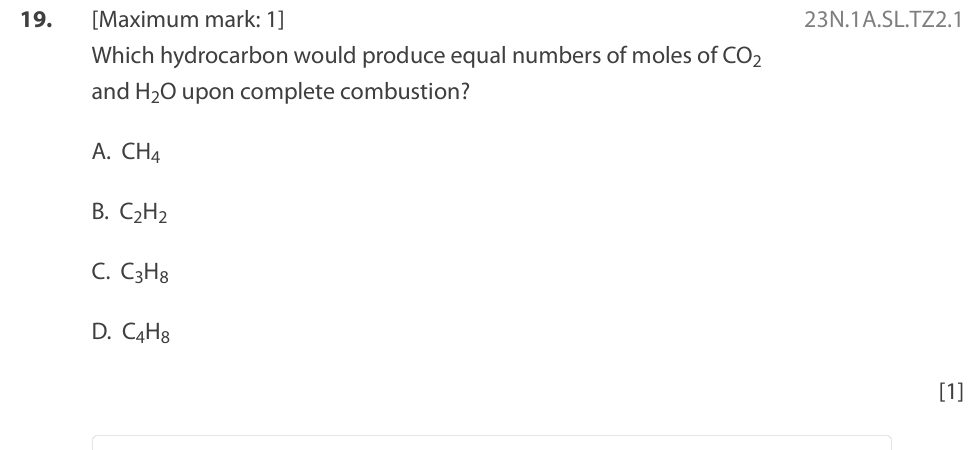 19. [Maximum mark: 1] 23N.1A.SL.TZ2.1
Which hydrocarbon would produce equal numbers of moles of CO₂
and H₂O upon complete combustion?
A. CH₄
B. C₂H₂
C. C₃H₈
D. C₄H₈
[1]